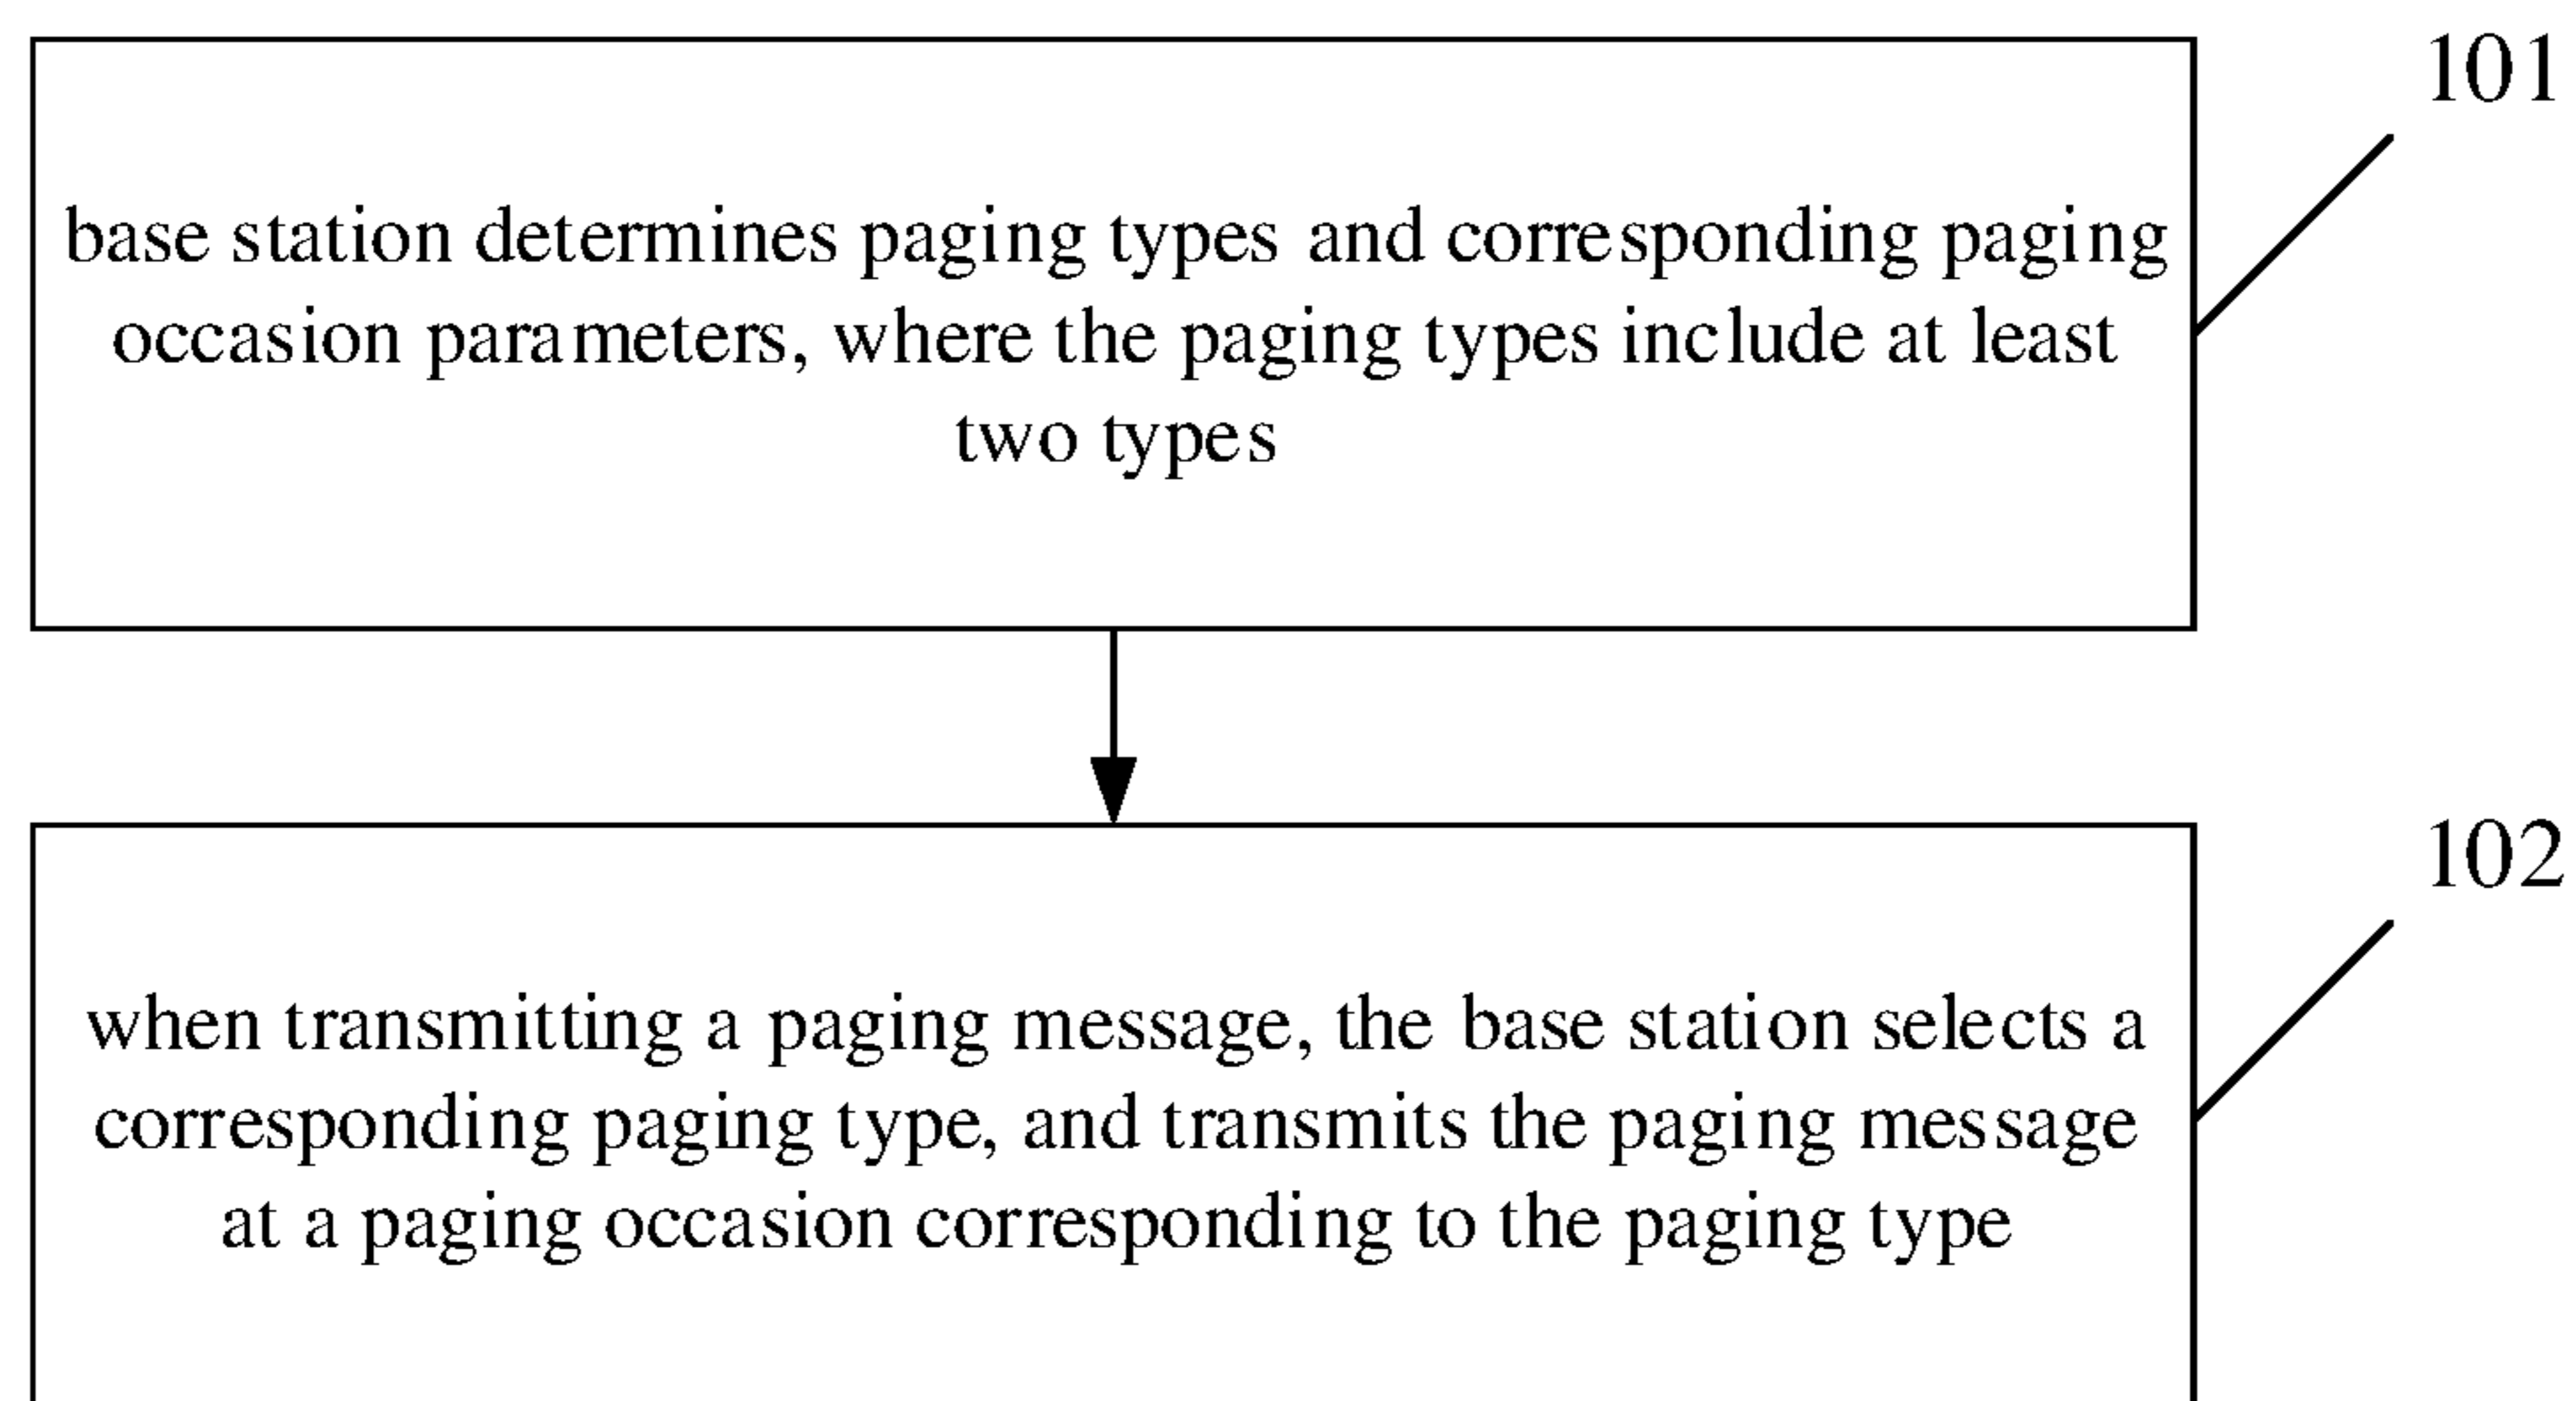 101
base station determines paging types and corresponding paging
occasion parameters, where the paging types include at least
two types
102
when transmitting a paging message, the base station selects a
corresponding paging type, and transmits the paging message
at a paging occasion corresponding to the paging type